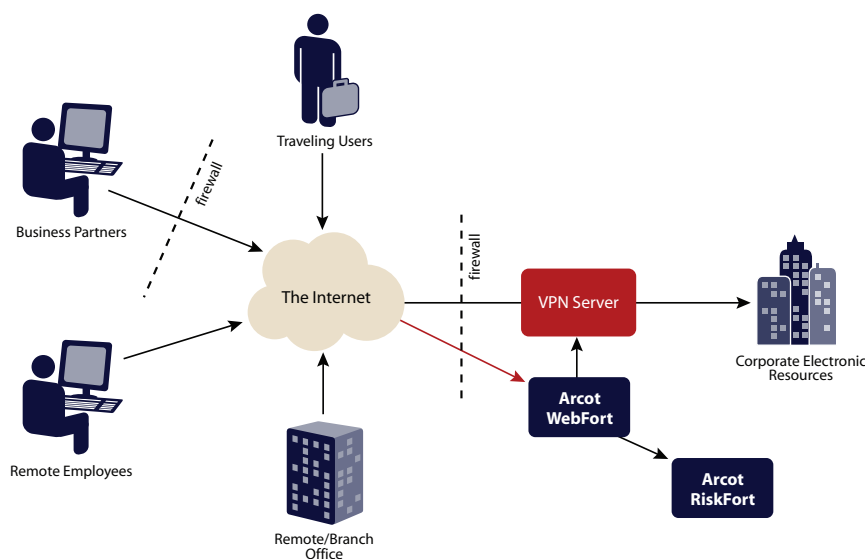 Traveling Users
firewall
Business Partners
The Internet
firewall
VPN Server
Corporate Electronic
Resources
Arcot
WebFort
Remote Employees
Arcot
RiskFort
Remote/Branch
Office